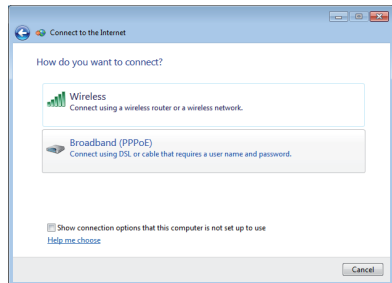 Connect to the Internet
How do you want to connect?
Wireless
Connect using a wireless router or a wireless network.
Broadband (PPPoE)
Connect using DSL or cable that requires a user name and password.
Show connection options that this computer is not set up to use
Help me choose
Cancel